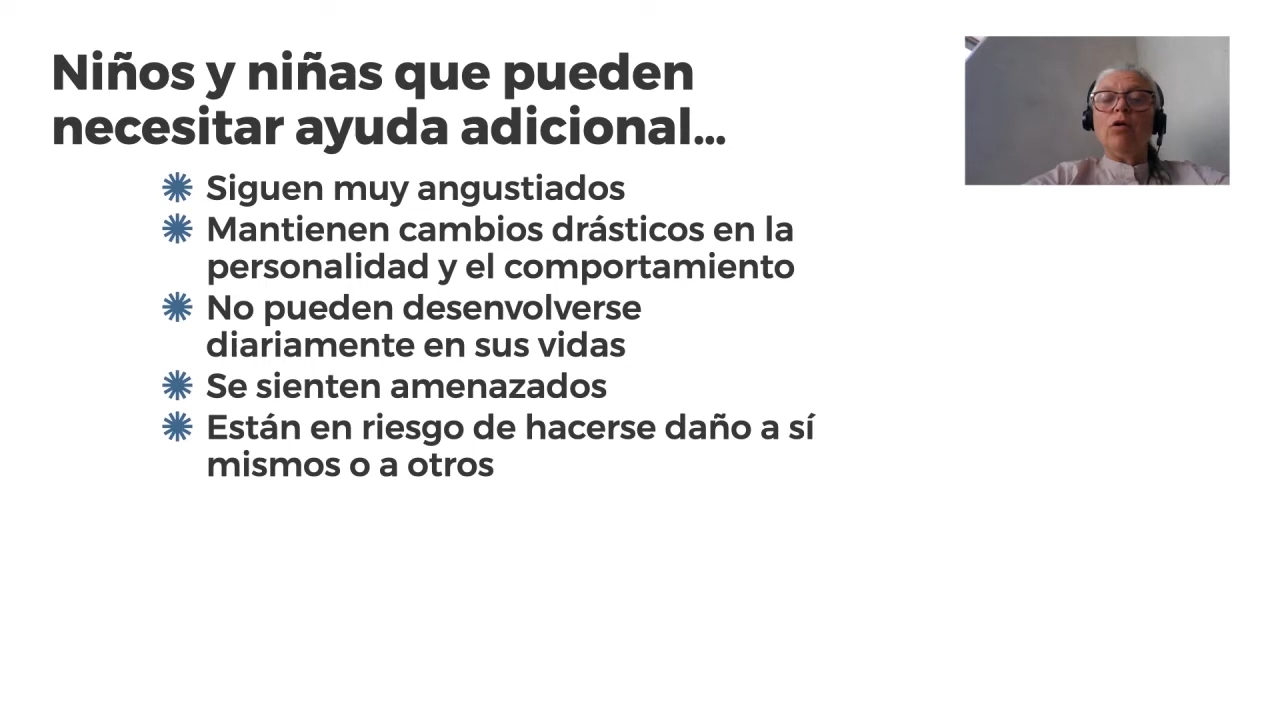 Niños y niñas que pueden
necesitar ayuda adicional...
Siguen muy angustiados
Mantienen cambios drásticos en la
personalidad y el comportamiento
No pueden desenvolverse
diariamente en sus vidas
Se sienten amenazados
Están en riesgo de hacerse daño a sí
mismos o a otros